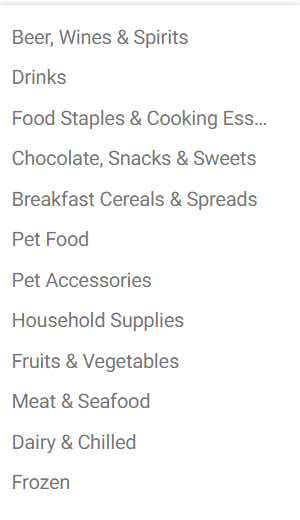 Beer, Wines & Spirits
Drinks
Food Staples & Cooking Ess...
Chocolate, Snacks & Sweets
Breakfast Cereals & Spreads
Pet Food
Pet Accessories
Household Supplies
Fruits & Vegetables
Meat & Seafood
Dairy & Chilled
Frozen